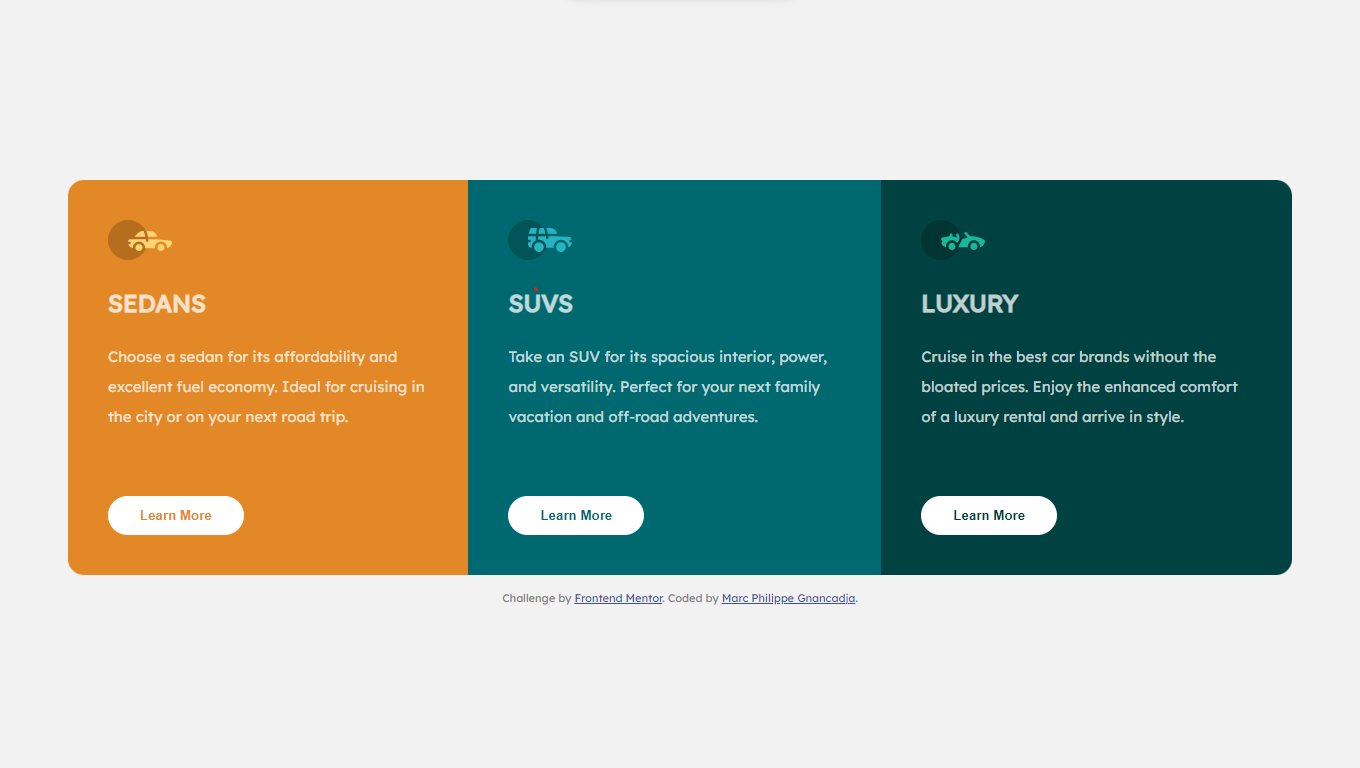 SEDANS
Choose a sedan for its affordability and
excellent fuel economy. Ideal for cruising in
the city or on your next road trip.
Learn More
SUVS
Take an SUV for its spacious interior, power,
and versatility. Perfect for your next family
vacation and off-road adventures.
Learn More
LUXURY
Cruise in the best car brands without the
bloated prices. Enjoy the enhanced comfort
of a luxury rental and arrive in style.
Learn More
Challenge by Frontend Mentor. Coded by Marc Philippe Gnancadja.